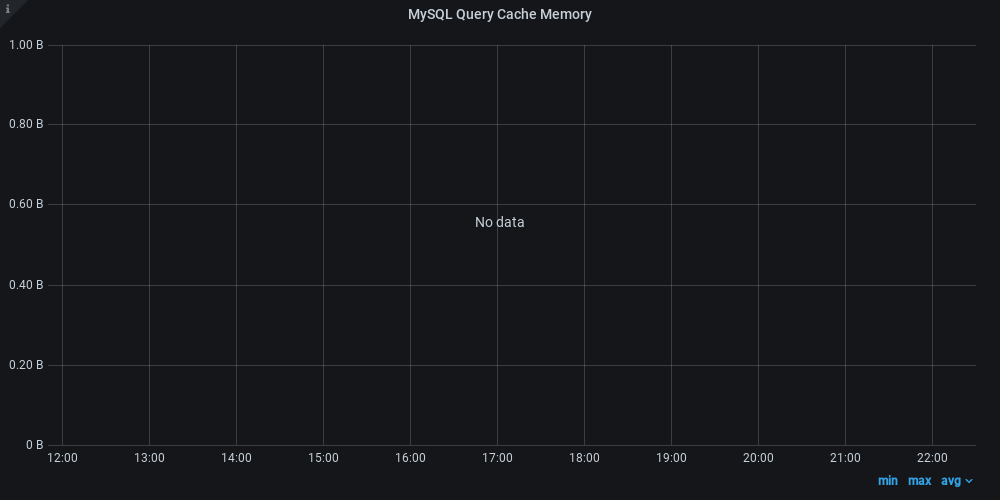 i
MySQL Query Cache Memory
1.00 B
0.80 B
0.60 B
No data
0.40 B
0.20 B
0 B
12:00 13:00 14:00 15:00 16:00 17:00 18:00 19:00 20:00 21:00 22:00
min max avg